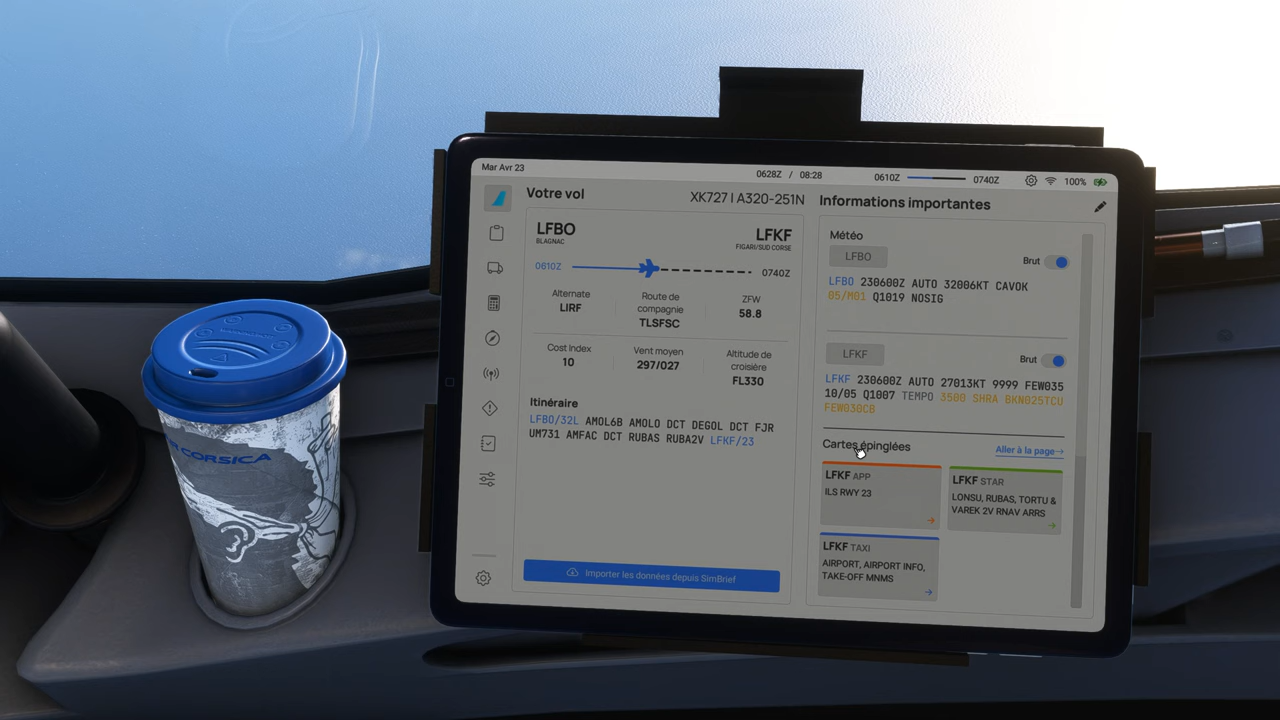 Mar Avr 23
0628Z / 08:28
0610Z
0740Z
100%
Votre vol
XK727 | A320-251N
LFBO
BLAGNAC
LFKF
FIGARI/SUD CORSE
0610Z
0740Z
Alternate
LIRF
Route de
compagnie
TLSFSC
ZFW
58.8
Cost Index
10
Vent moyen
297/027
Altitude de
croisière
FL330
Itinéraire
LFBO/32L AMOL6B AMOLO DCT DEGOL DCT FJR
UM731 AMFAC DCT RUBAS RUBA2V LFKF/23
Importer les données depuis SimBrief
Informations importantes
Météo
LFBO
Brut
LFBO 230600Z AUTO 32006KT CAVOK
05/M01 Q1019 NOSIG
LFKF
Brut
LFKF 230600Z AUTO 27013KT 9999 FEW035
10/05 Q1007 TEMPO 3500 SHRA BKN025TCU
FEW030CB
Cartes épinglées
Aller à la page
LFKF APP
ILS RWY 23
LFKF STAR
LONSU, RUBAS, TORTU &
VAREK 2V RNAV ARRS
LFKF TAXI
AIRPORT, AIRPORT INFO,
TAKE-OFF MNMS
CORSICA